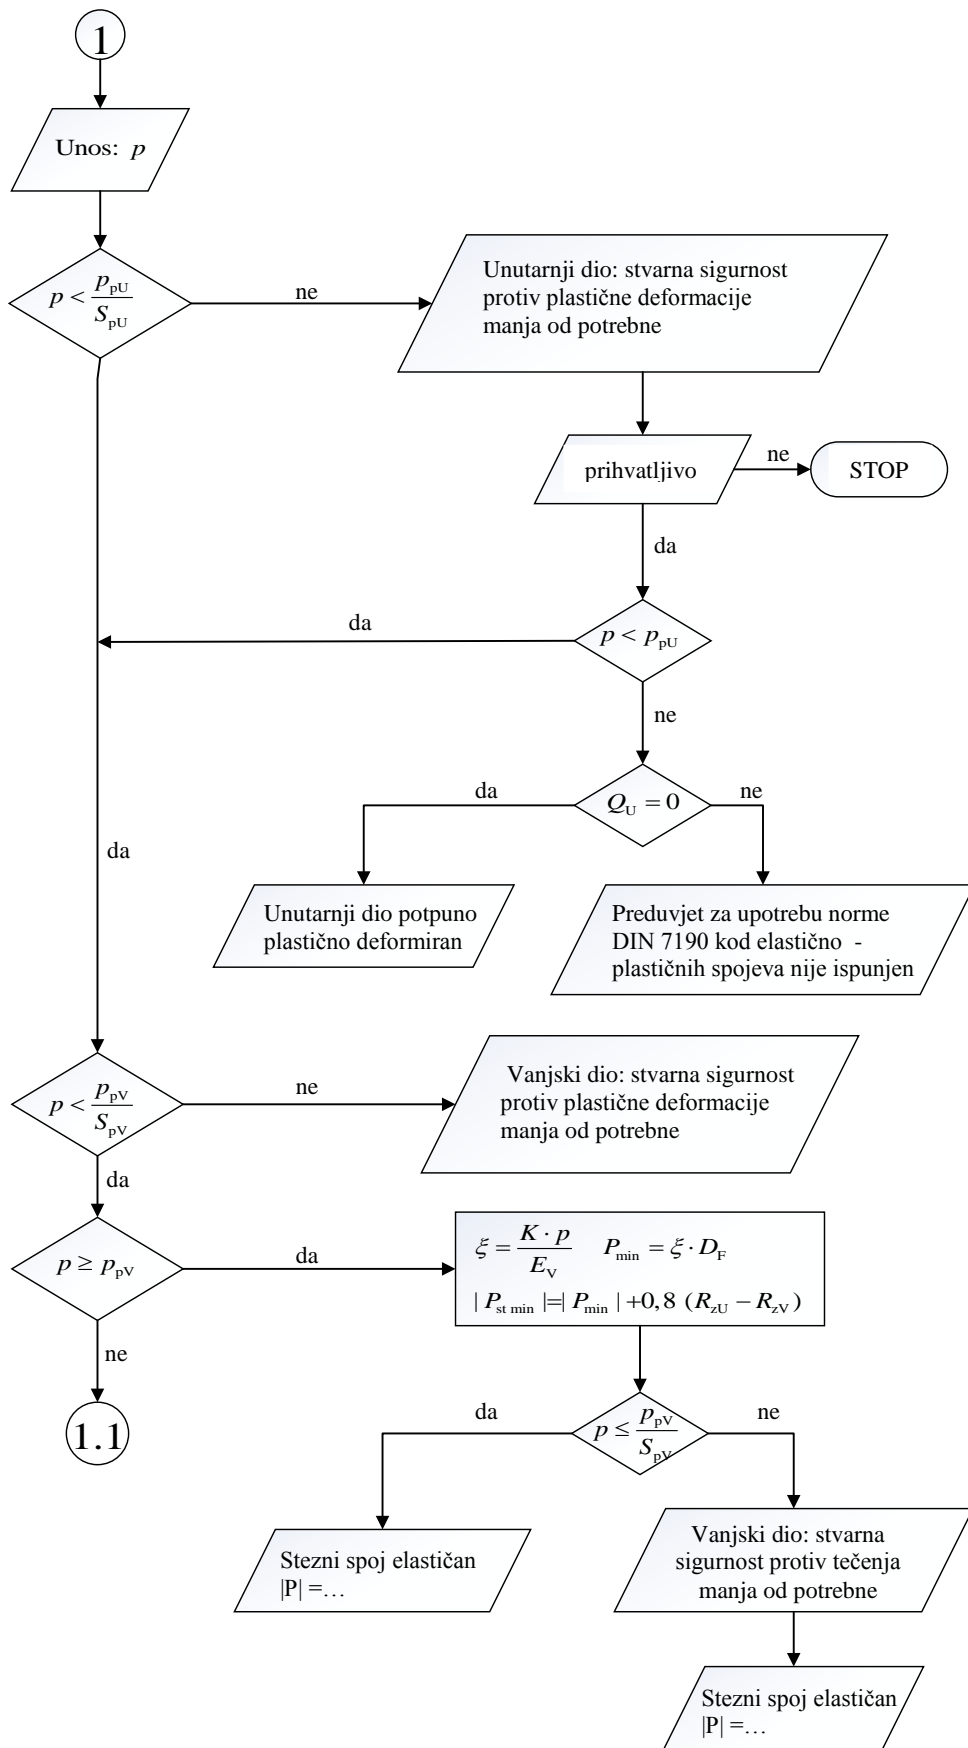 1
Unos: p
p < p_pU / S_pU
ne
Unutarnji dio: stvarna sigurnost
protiv plastične deformacije
manja od potrebne
prihvatljivo
ne
STOP
da
da
p < p_pU
ne
da
Q_U = 0
ne
da
Unutarnji dio potpuno
plastično deformiran
Preduvjet za upotrebu norme
DIN 7190 kod elastično -
plastičnih spojeva nije ispunjen
p < p_pV / S_pV
ne
Vanjski dio: stvarna sigurnost
protiv plastične deformacije
manja od potrebne
da
p ≥ p_pV
da
ξ = K · p / E_V P_min = ξ · D_F
| P_st min |=| P_min | +0,8 (R_zU − R_zV)
ne
1.1
da
p ≤ p_pV / S_pV
ne
Stezni spoj elastičan
|P| =…
Vanjski dio: stvarna
sigurnost protiv tečenja
manja od potrebne
Stezni spoj elastičan
|P| =…